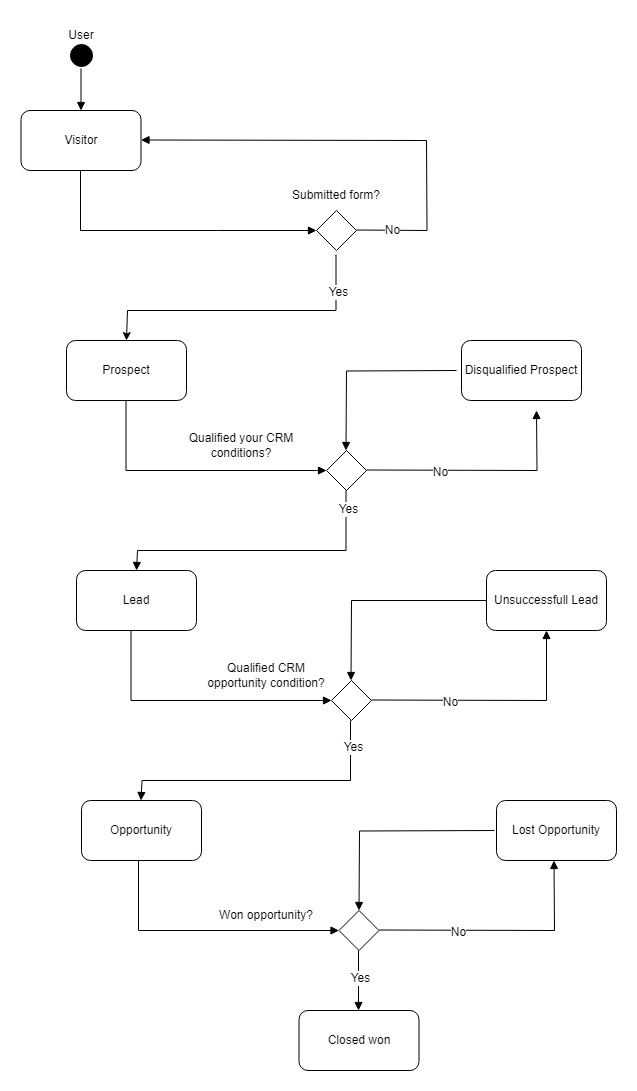 User
Visitor
Submitted form?
No
Yes
Prospect
Disqualified Prospect
Qualified your CRM
conditions?
No
Yes
Lead
Unsuccessfull Lead
Qualified CRM
opportunity condition?
No
Yes
Opportunity
Lost Opportunity
Won opportunity?
No
Yes
Closed won